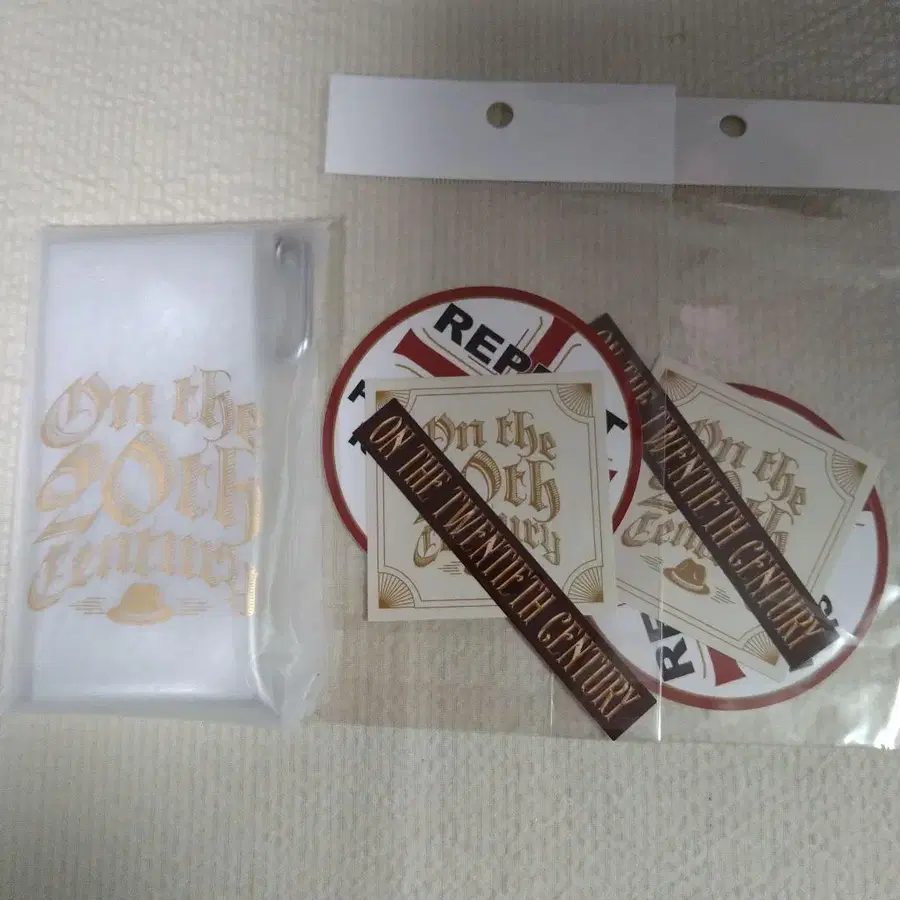 On the
20th
Century
REP
On the
20th
Century
ON THE TWENTIETH CENTURY
On the
20th
Century
ON THE TWENTIETH CENTURY
RE